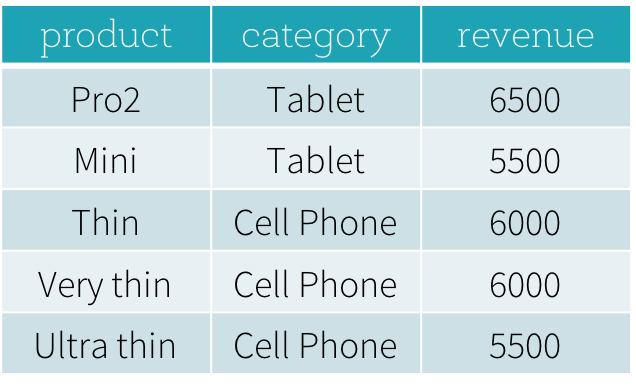 product category revenue
Pro2 Tablet 6500
Mini Tablet 5500
Thin Cell Phone 6000
Very thin Cell Phone 6000
Ultra thin Cell Phone 5500